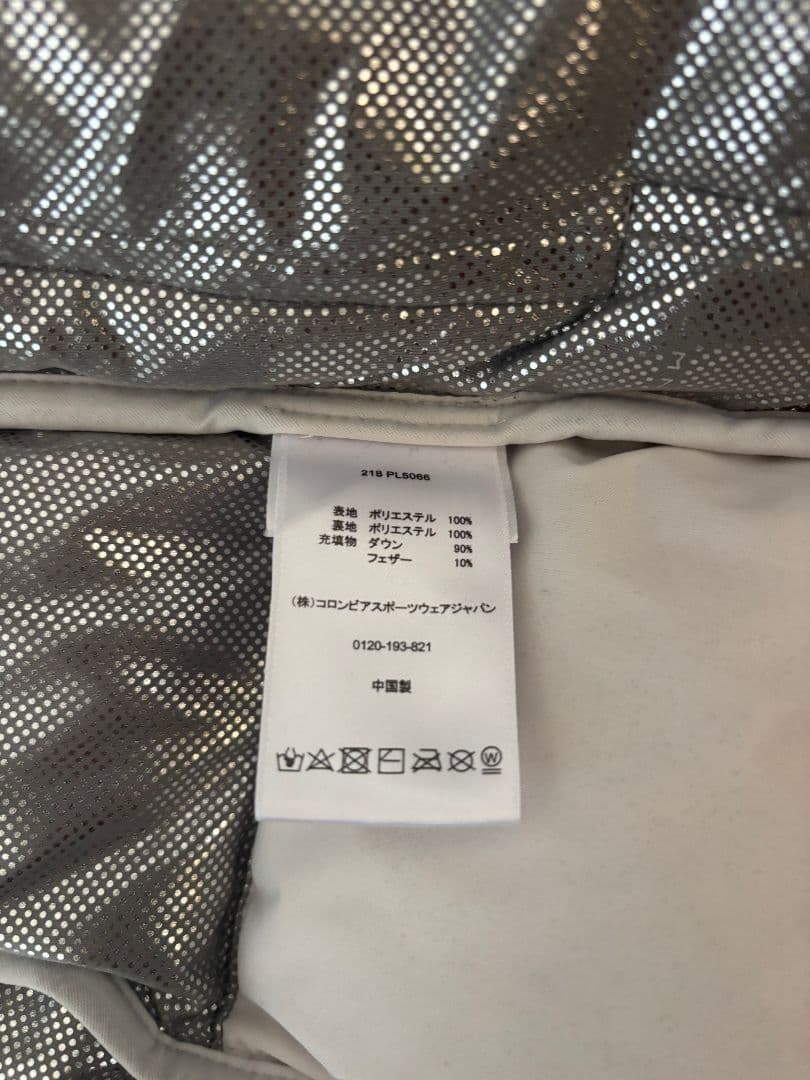 218 PL5066
表地 ポリエステル 100%
裏地 ポリエステル 100%
充填物 ダウン 90%
フェザー 10%
(株)コロンビアスポーツウェアジャパン
0120-193-821
中国製
W